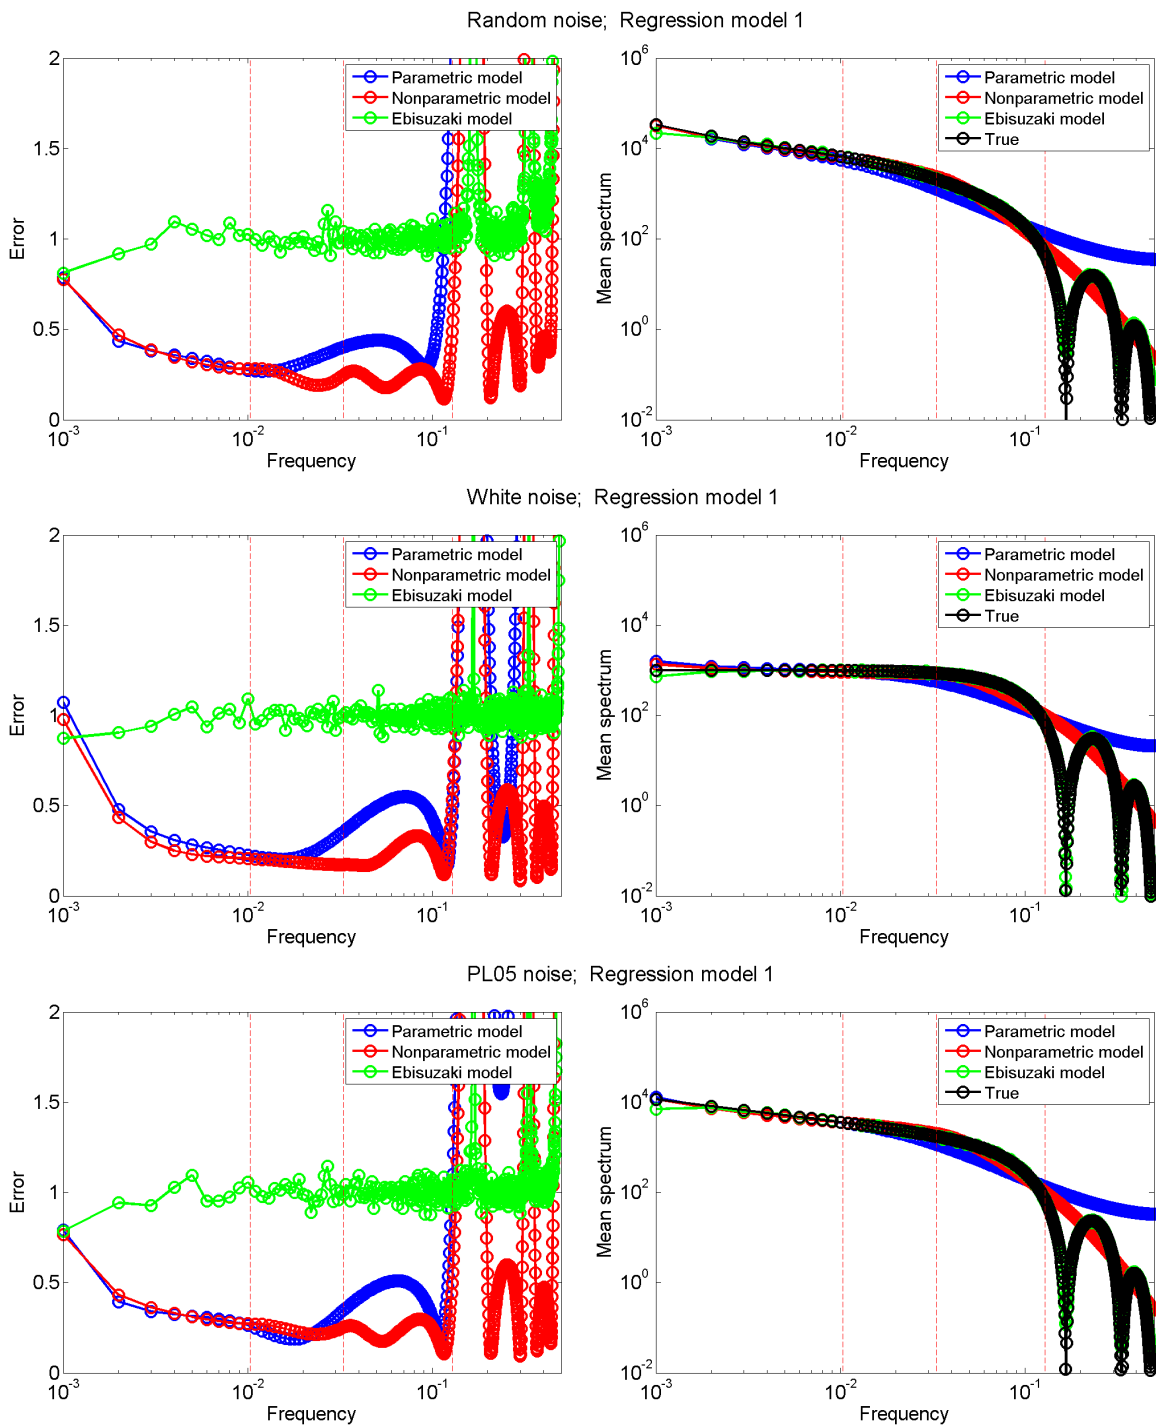 Random noise;  Regression model 1
2
1.5
1
0.5
0
Error
10^-3
10^-2
10^-1
Frequency
Parametric model
Nonparametric model
Ebisuzaki model
10^6
10^4
10^2
10^0
10^-2
Mean spectrum
10^-3
10^-2
10^-1
Frequency
Parametric model
Nonparametric model
Ebisuzaki model
True
White noise;  Regression model 1
2
1.5
1
0.5
0
Error
10^-3
10^-2
10^-1
Frequency
Parametric model
Nonparametric model
Ebisuzaki model
10^6
10^4
10^2
10^0
10^-2
Mean spectrum
10^-3
10^-2
10^-1
Frequency
Parametric model
Nonparametric model
Ebisuzaki model
True
PL05 noise;  Regression model 1
2
1.5
1
0.5
0
Error
10^-3
10^-2
10^-1
Frequency
Parametric model
Nonparametric model
Ebisuzaki model
10^6
10^4
10^2
10^0
10^-2
Mean spectrum
10^-3
10^-2
10^-1
Frequency
Parametric model
Nonparametric model
Ebisuzaki model
True